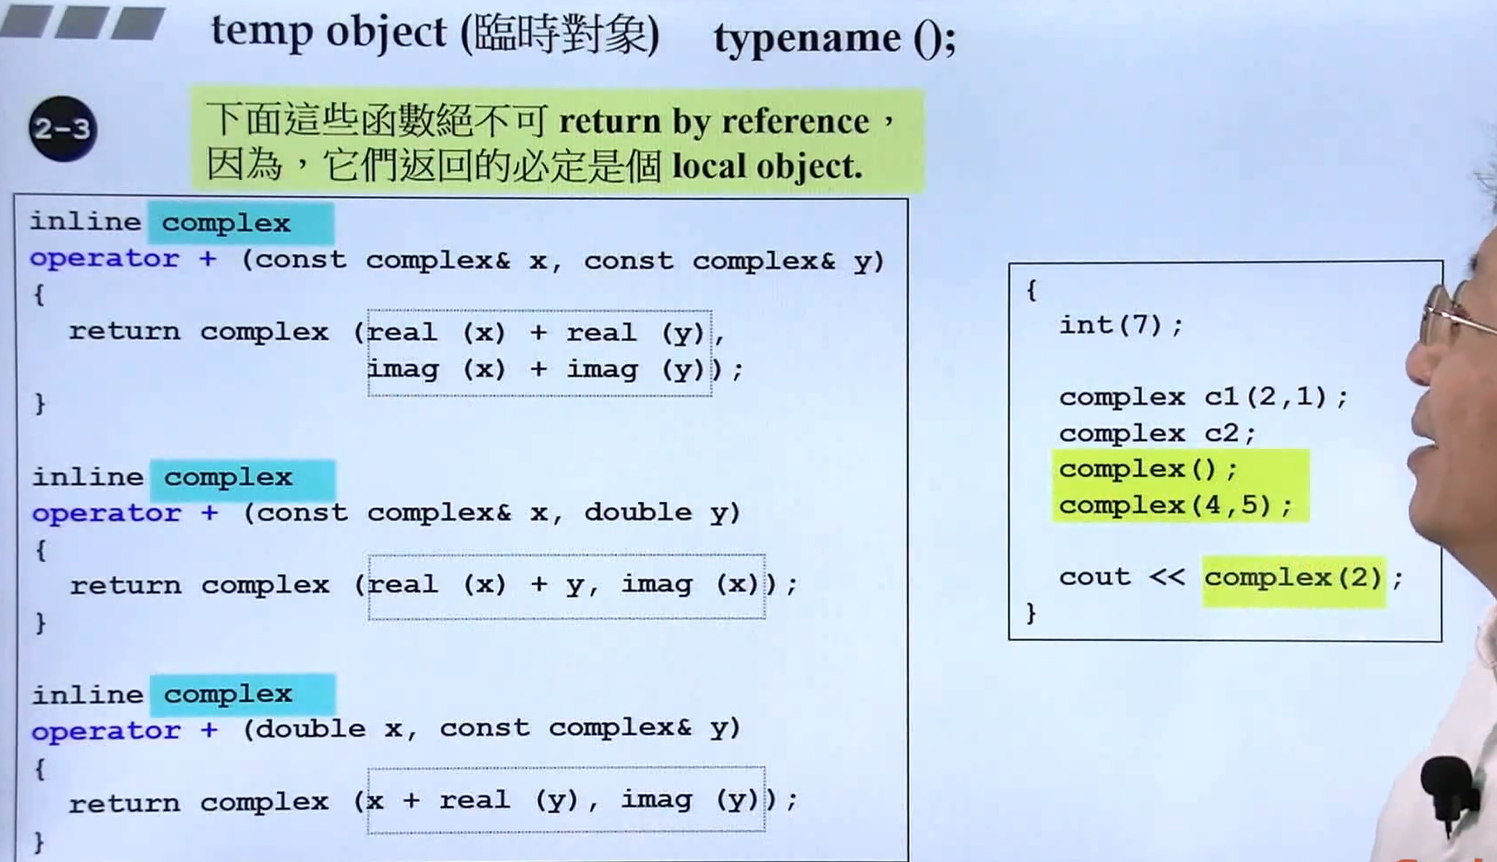 temp object (臨時對象) typename ();
2-3
下面這些函數絕不可 return by reference，
因為，它們返回的必定是個 local object.
inline complex
operator + (const complex& x, const complex& y)
{
return complex (real (x) + real (y),
imag (x) + imag (y));
}
inline complex
operator + (const complex& x, double y)
{
return complex (real (x) + y, imag (x));
}
inline complex
operator + (double x, const complex& y)
{
return complex (x + real (y), imag (y));
}
{
int(7);
complex c1(2,1);
complex c2;
complex();
complex(4,5);
cout << complex(2);
}